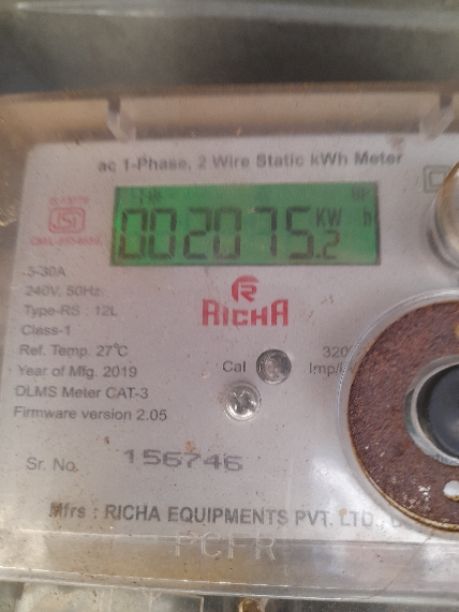 ac 1-Phase, 2 Wire Static kWh Meter
002075.2 KW h
5-30A
240V, 50Hz
Type-RS : 12L
Class-1
Ref. Temp. 27°C
Year of Mfg. 2019
DLMS Meter CAT-3
Firmware version 2.05
R
RICHA
Cal
320
Imp/
Sr. No. 156746
Mfrs : RICHA EQUIPMENTS PVT. LTD.